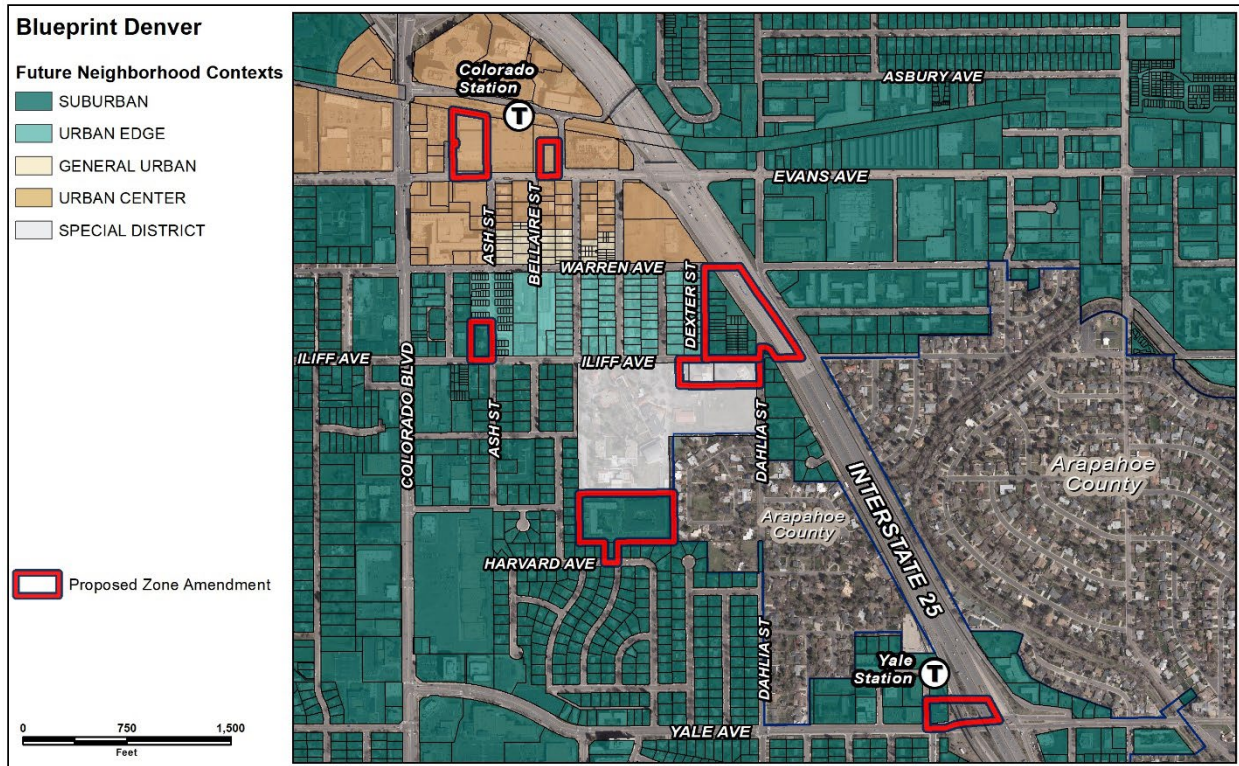 Blueprint Denver
Future Neighborhood Contexts
SUBURBAN
URBAN EDGE
GENERAL URBAN
URBAN CENTER
SPECIAL DISTRICT
Proposed Zone Amendment
0 750 1,500
Feet
Colorado
Station
T
ASBURY AVE
EVANS AVE
ASH ST
BELLAIRE ST
WARREN AVE
DEXTER ST
ILIFF AVE
COLORADO BLVD
ILIFF AVE
ASH ST
DAHLIA ST
INTERSTATE 25
Arapahoe
County
Arapahoe
County
HARVARD AVE
DAHLIA ST
Yale
Station
T
YALE AVE